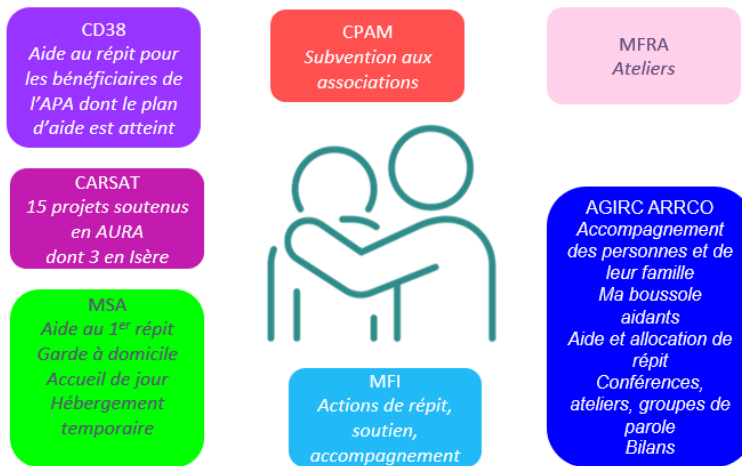 CD38
Aide au répit pour
les bénéficiaires de
l'APA dont le plan
d'aide est atteint
CPAM
Subvention aux
associations
MFRA
Ateliers
CARSAT
15 projets soutenus
en AURA
dont 3 en Isère
AGIRC ARRCO
Accompagnement
des personnes et de
leur famille
Ma boussole
aidants
Aide et allocation de
répit
Conférences,
ateliers, groupes de
parole
Bilans
MSA
Aide au 1er répit
Garde à domicile
Accueil de jour
Hébergement
temporaire
MFI
Actions de répit,
soutien,
accompagnement